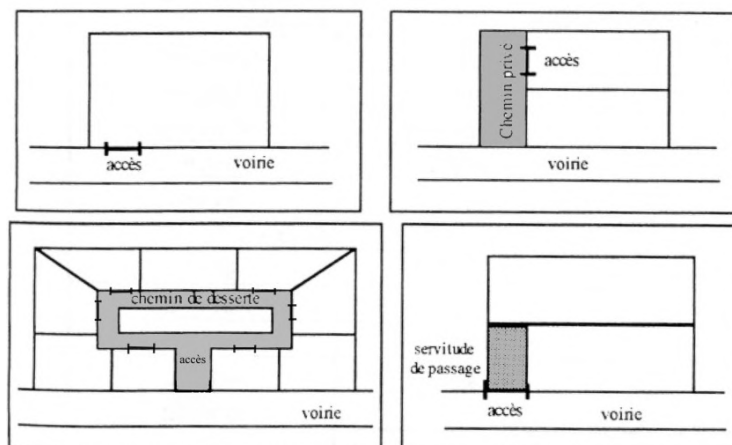 accès
voirie
Chemin privé
accès
voirie
chemin de desserte
accès
voirie
servitude
de passage
accès
voirie